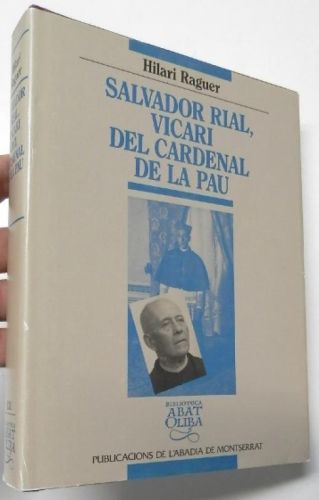 Hilari Raguer
SALVADOR RIAL,
VICARI
DEL CARDENAL
DE LA PAU
BIBLIOTECA
ABAT
OLIBA
PUBLICACIONS DE L'ABADIA DE MONTSERRAT